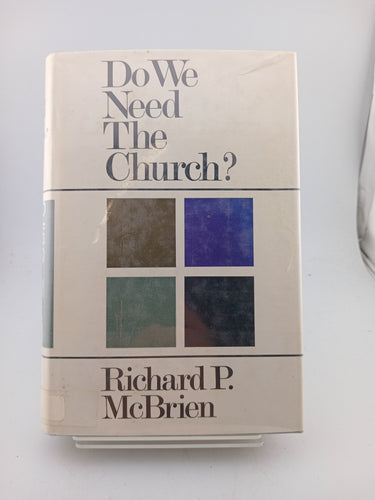 Do We
Need
The
Church?
Richard P.
McBrien